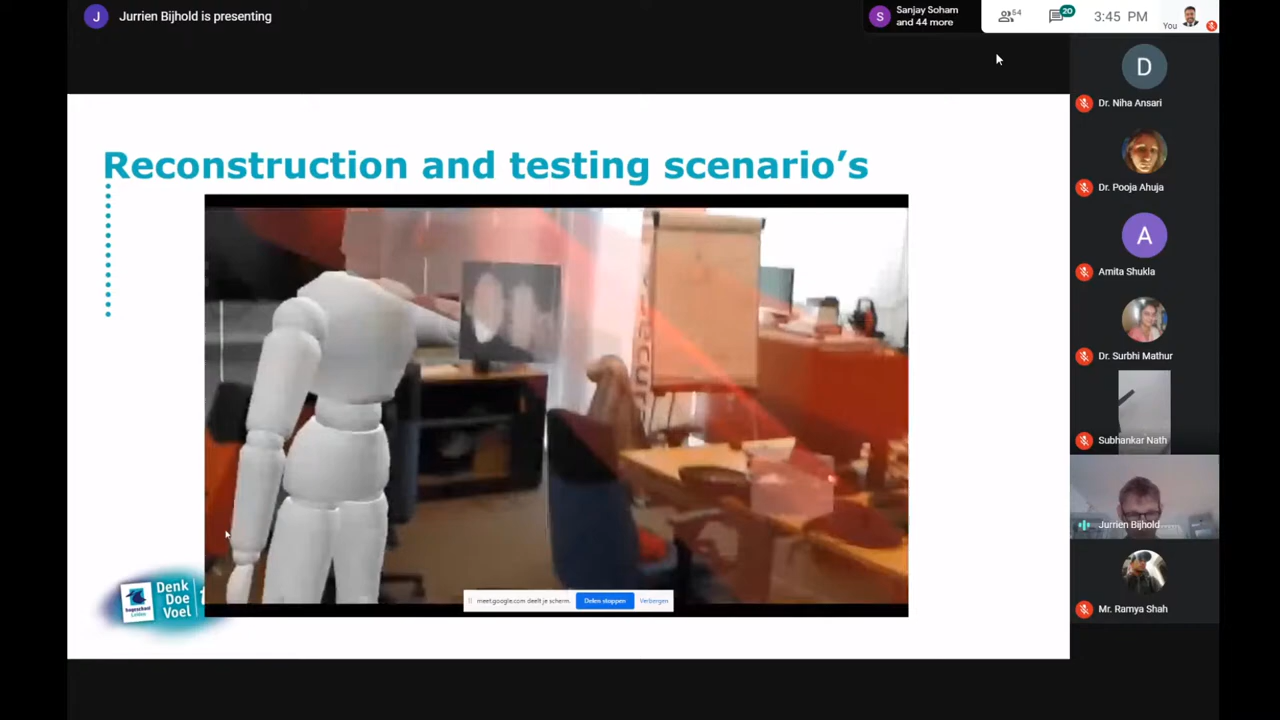 J
Jurrien Bijhold is presenting
S
Sanjay Soham
and 44 more
54
20
3:45 PM
You
Reconstruction and testing scenario's
D
Dr. Niha Ansari
Dr. Pooja Ahuja
A
Amita Shukla
Dr. Surbhi Mathur
Subhankar Nath
Jurrien Bijhold
Mr. Ramya Shah
Denk
Doe
Voel
hogeschool
Leiden
meet.google.com deelt je scherm.
Delen stoppen
Verbergen